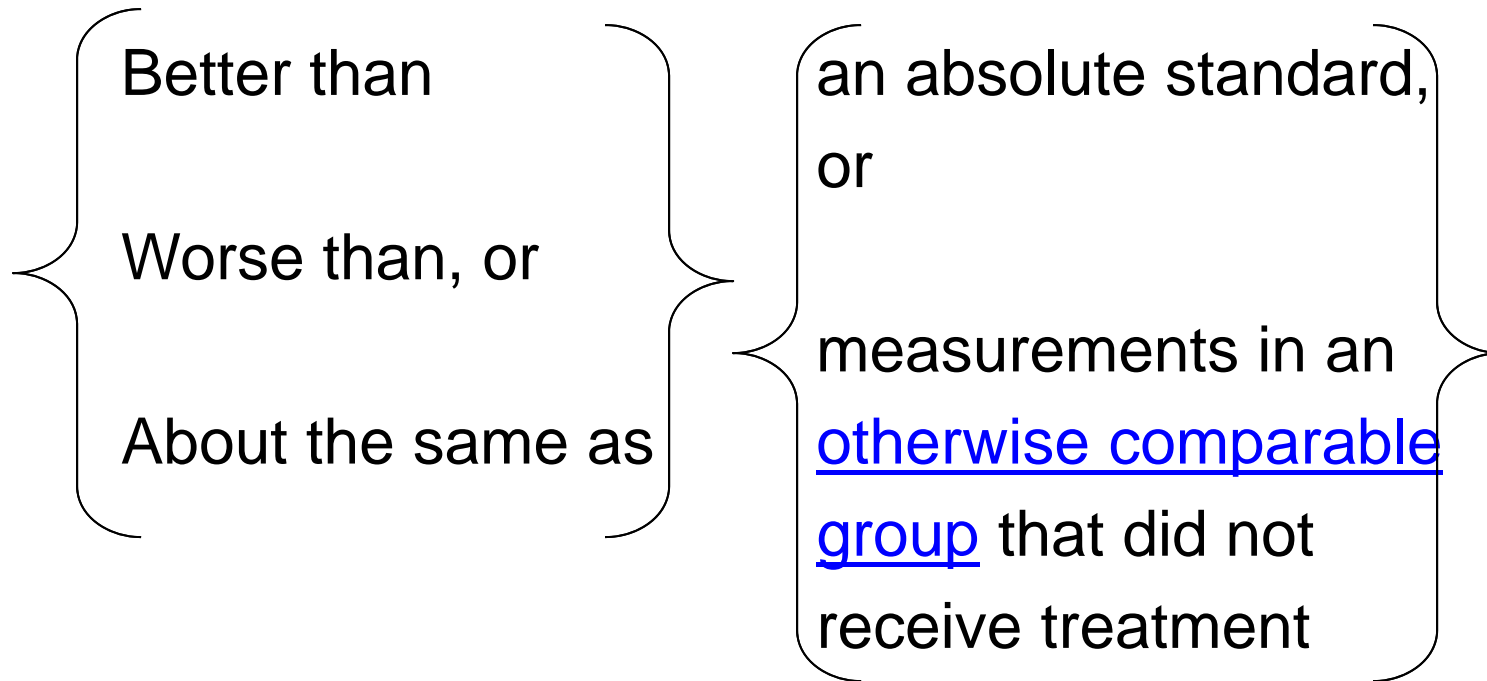 Better than
Worse than, or
About the same as
an absolute standard,
or
measurements in an
otherwise comparable
group that did not
receive treatment